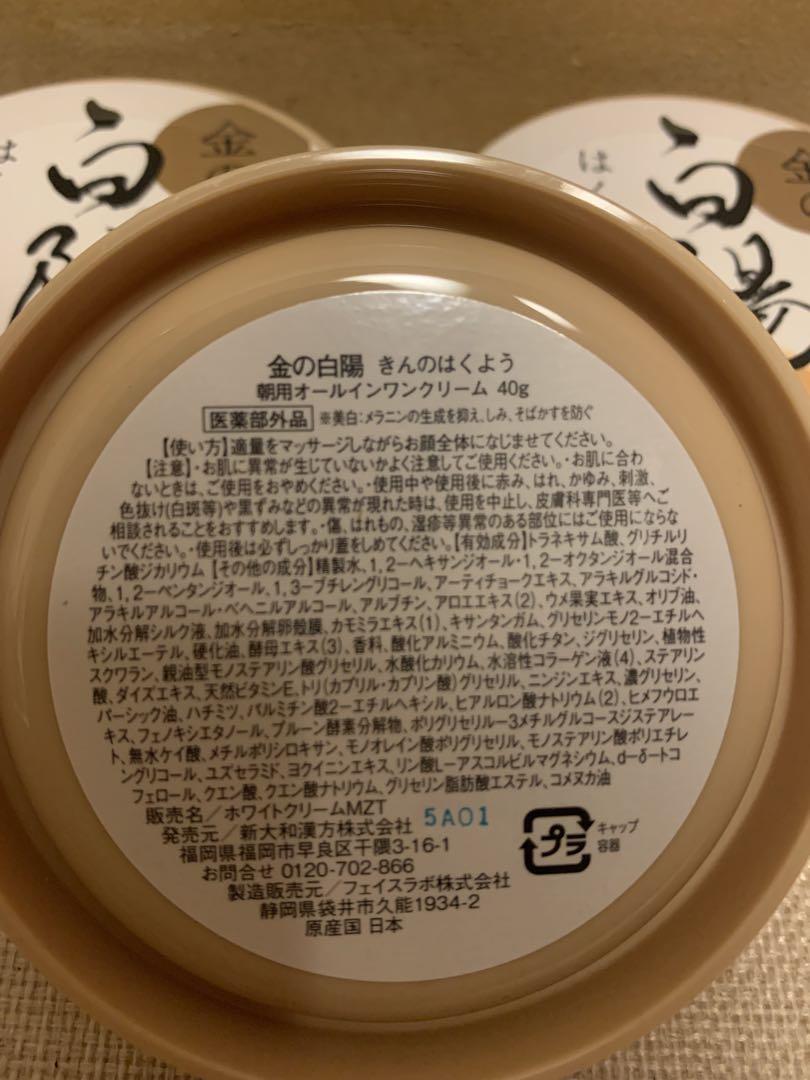 金の
白陽
は
金の
白陽
はく
金の白陽 きんのはくよう
朝用オールインワンクリーム 40g
医薬部外品 ※美白:メラニンの生成を抑え、しみ、そばかすを防ぐ
【使い方】適量をマッサージしながらお顔全体になじませてください。
【注意】・お肌に異常が生じていないかよく注意してご使用ください。・お肌に合わ
ないときは、ご使用をおやめください。・使用中や使用後に赤み、はれ、かゆみ、刺激、
色抜け(白斑等)や黒ずみなどの異常が現れた時は、使用を中止し、皮膚科専門医等へご
相談されることをおすすめします。・傷、はれもの、湿疹等異常のある部位にはご使用にならな
いでください。・使用後は必ずしっかり蓋をしめてください。【有効成分】トラネキサム酸、グリチルリ
チン酸ジカリウム【その他の成分】精製水、1,2-ヘキサンジオール・1,2-オクタンジオール混合
物、1,2-ペンタンジオール、1,3-ブチレングリコール、アーティチョークエキス、アラキルグルコシド・
アラキルアルコール・ベヘニルアルコール、アルブチン、アロエエキス(2)、ウメ果実エキス、オリブ油、
加水分解シルク液、加水分解卵殻膜、カモミラエキス(1)、キサンタンガム、グリセリンモノ2-エチルヘ
キシルエーテル、硬化油、酵母エキス(3)、香料、酸化アルミニウム、酸化チタン、ジグリセリン、植物性
スクワラン、親油型モノステアリン酸グリセリル、水酸化カリウム、水溶性コラーゲン液(4)、ステアリン
酸、ダイズエキス、天然ビタミンE、トリ(カプリル・カプリン酸)グリセリル、ニンジンエキス、濃グリセリン、
パーシック油、ハチミツ、パルミチン酸2-エチルヘキシル、ヒアルロン酸ナトリウム(2)、ヒメフウロエ
キス、フェノキシエタノール、プルーン酵素分解物、ポリグリセリル-3メチルグルコースジステアレー
ト、無水ケイ酸、メチルポリシロキサン、モノオレイン酸ポリグリセリル、モノステアリン酸ポリエチレ
ングリコール、ユズセラミド、ヨクイニンエキス、リン酸L-アスコルビルマグネシウム、d-δ-トコ
フェロール、クエン酸、クエン酸ナトリウム、グリセリン脂肪酸エステル、コメヌカ油
販売名/ホワイトクリームMZT 5A01
発売元/新大和漢方株式会社
福岡県福岡市早良区干隈3-16-1
お問合せ 0120-702-866
製造販売元/フェイスラボ株式会社
静岡県袋井市久能1934-2
原産国 日本
プラ
キャップ
容器